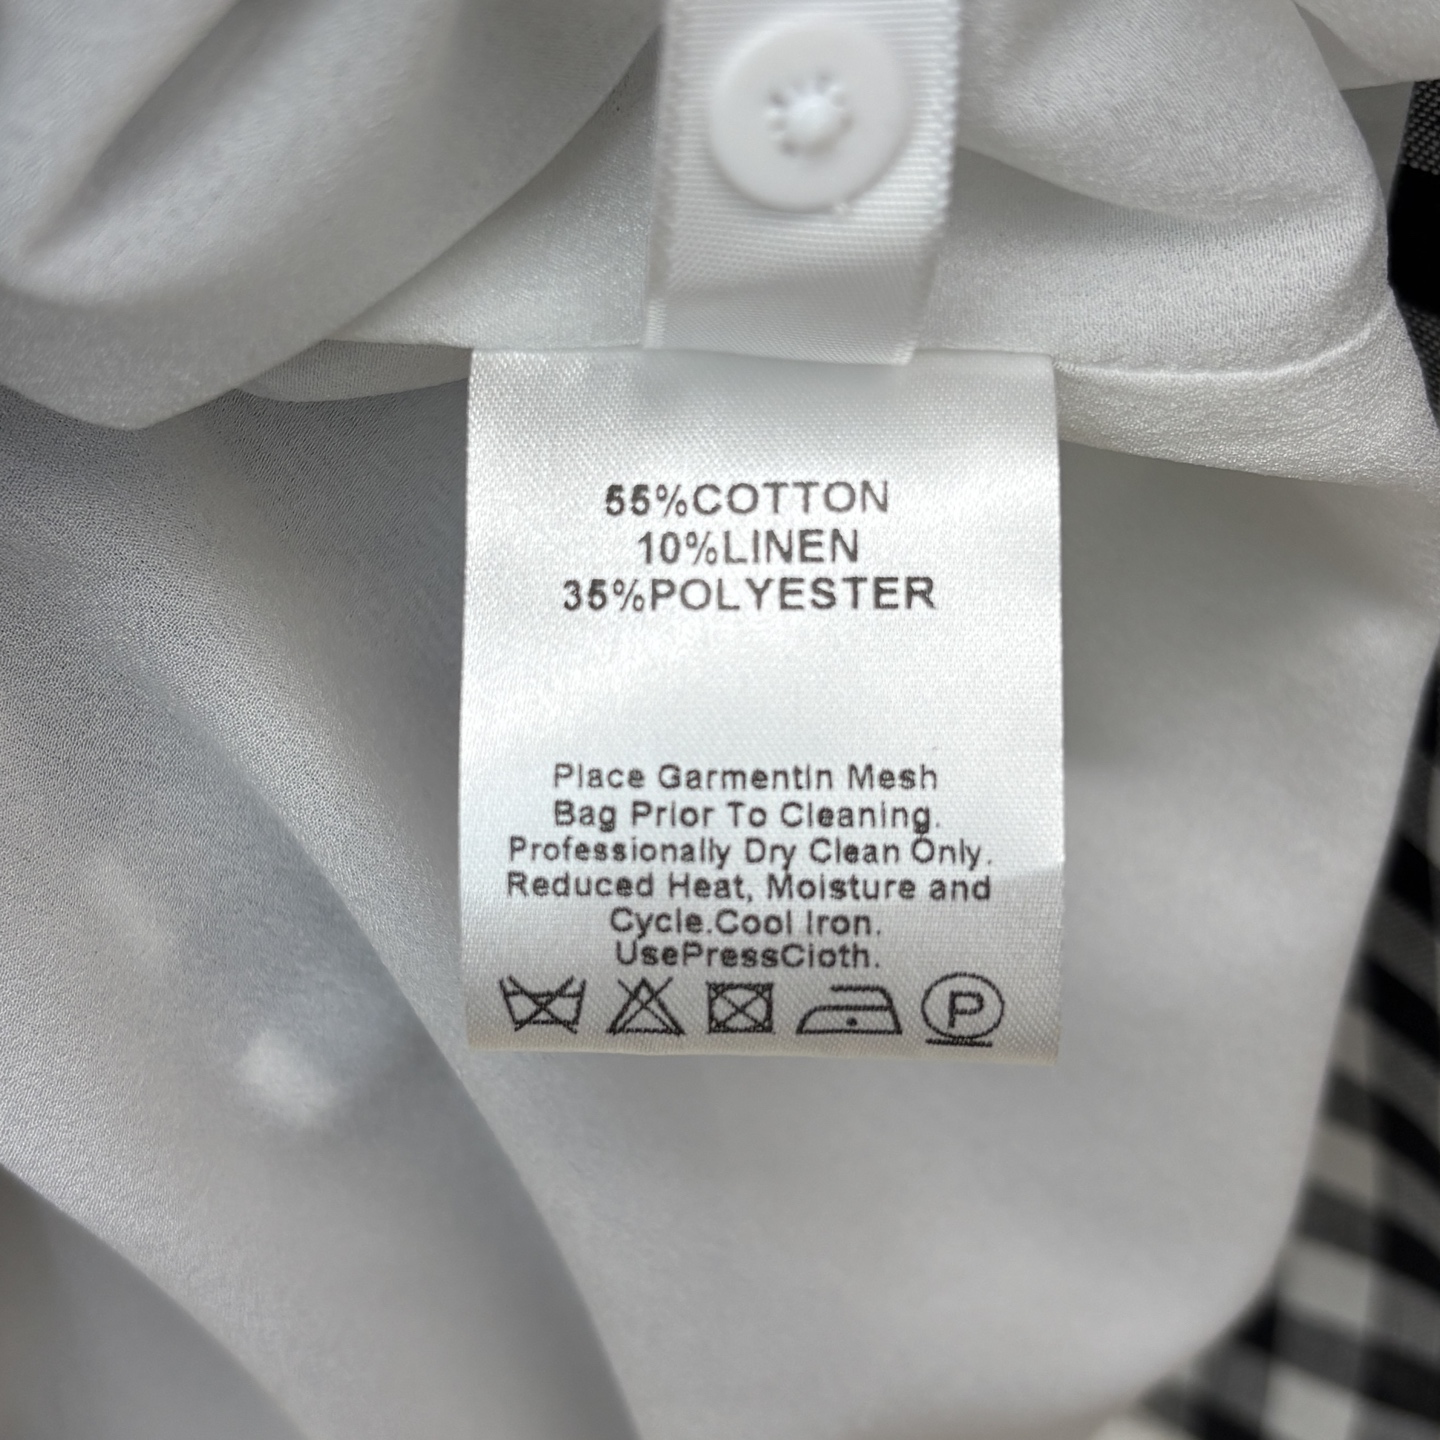 55%COTTON
10%LINEN
35%POLYESTER
Place Garmentin Mesh
Bag Prior To Cleaning.
Professionally Dry Clean Only.
Reduced Heat, Moisture and
Cycle.Cool Iron.
UsePressCloth.
P